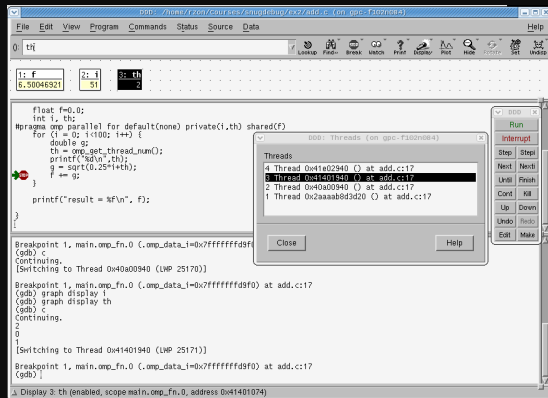 DDD: /home/rzon/Courses/snugdebug/ex2/add.c (on gpc-f102n084)
File Edit View Program Commands Status Source Data Help
(): th
Lookup Find» Break Watch Print Display Plot Hide Rotate Set Undisp
1: f
6.50046921
2: i
51
3: th
2
float f=0.0;
int i, th;
#pragma omp parallel for default(none) private(i,th) shared(f)
for (i = 0; i<100; i++) {
double g;
th = omp_get_thread_num();
printf("%d\n",th);
g = sqrt(0.25*i+th);
f += g;
}
printf("result = %f\n", f);
}
DDD: Threads (on gpc-f102n084)
Threads
4 Thread 0x41e02940 () at add.c:17
3 Thread 0x41401940 () at add.c:17
2 Thread 0x40a00940 () at add.c:17
1 Thread 0x2aaaab8d3d20 () at add.c:17
Close Help
DDD
Run
Interrupt
Step Stepi
Next Nexti
Until Finish
Cont Kill
Up Down
Undo Redo
Edit Make
Breakpoint 1, main.omp_fn.0 (.omp_data_i=0x7fffffffd9f0)
(gdb) c
Continuing.
[Switching to Thread 0x40a00940 (LWP 25170)]
Breakpoint 1, main.omp_fn.0 (.omp_data_i=0x7fffffffd9f0) at add.c:17
(gdb) graph display i
(gdb) graph display th
(gdb) c
Continuing.
2
0
1
[Switching to Thread 0x41401940 (LWP 25171)]
Breakpoint 1, main.omp_fn.0 (.omp_data_i=0x7fffffffd9f0) at add.c:17
(gdb)
Display 3: th (enabled, scope main.omp_fn.0, address 0x41401074)